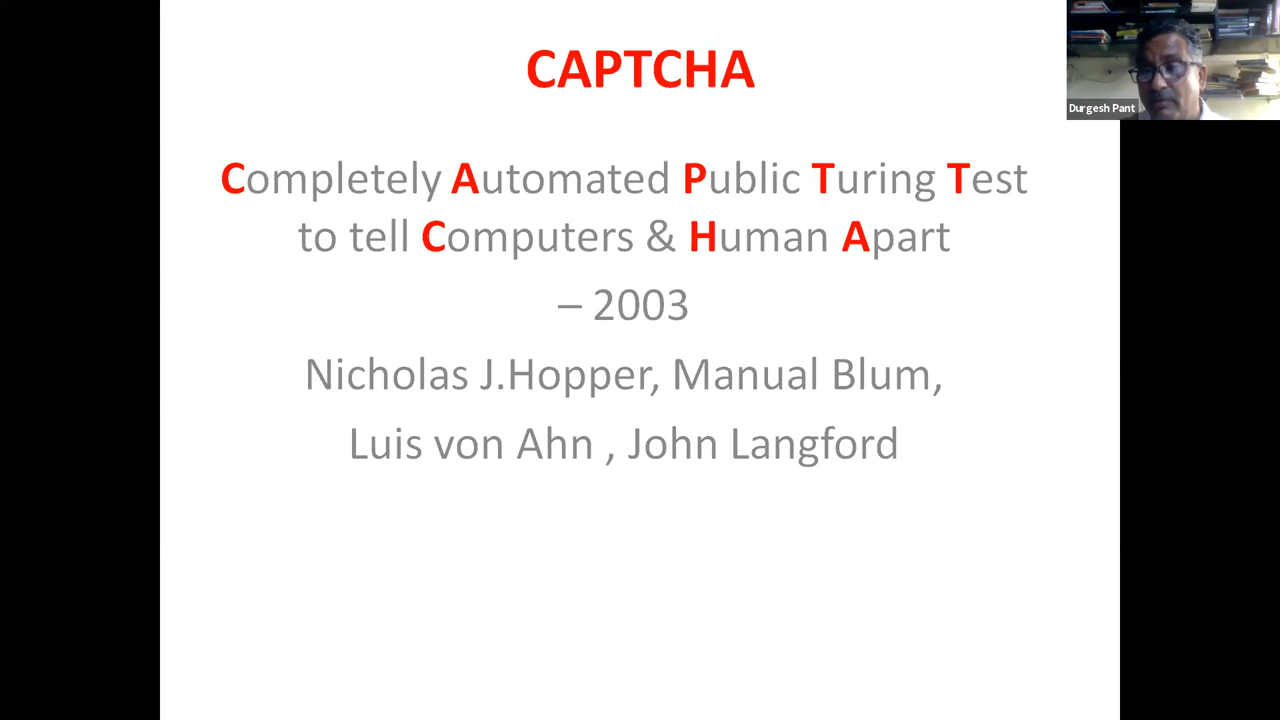 CAPTCHA
Durgesh Pant
Completely Automated Public Turing Test
to tell Computers & Human Apart
– 2003
Nicholas J.Hopper, Manual Blum,
Luis von Ahn , John Langford